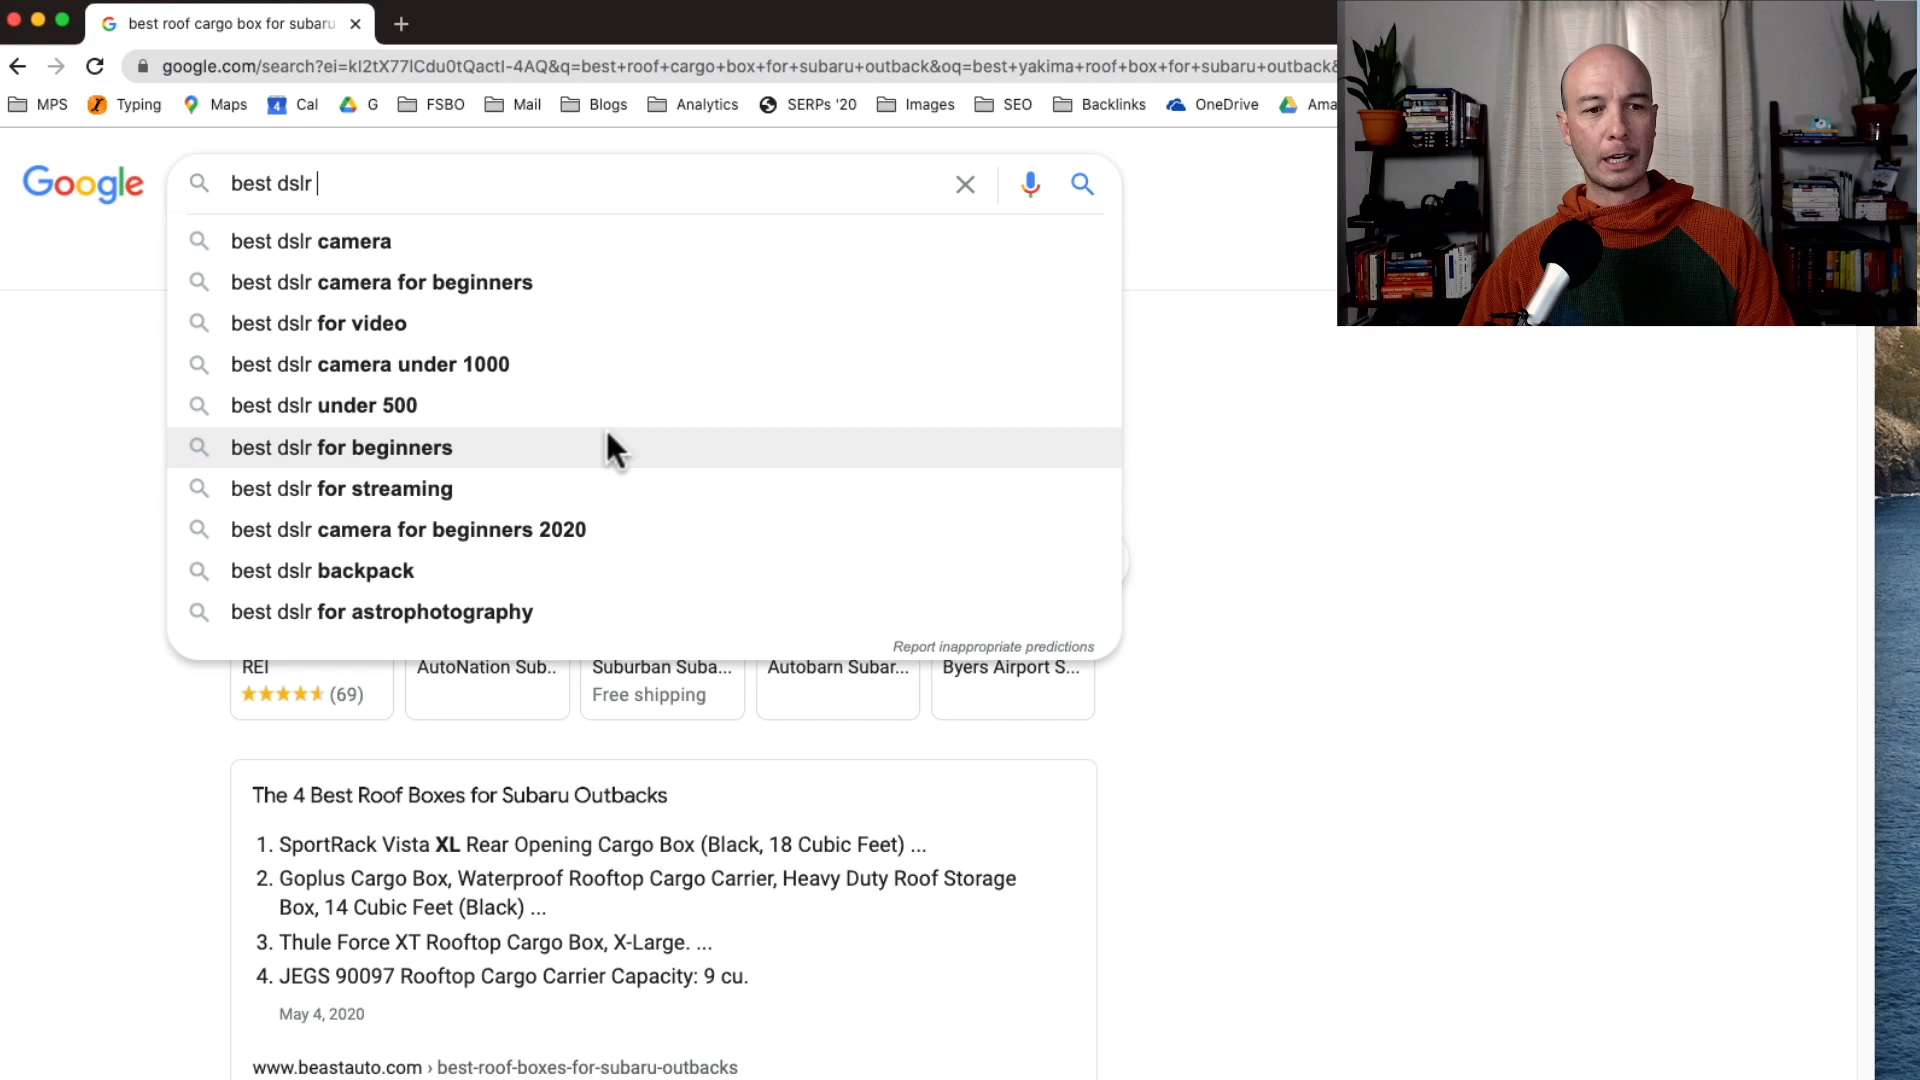 best roof cargo box for subaru
google.com/search?ei=kI2tX77ICdu0tQactI-4AQ&q=best+roof+cargo+box+for+subaru+outback&oq=best+yakima+roof+box+for+subaru+outback&
MPS Typing Maps 4 Cal G FSBO Mail Blogs Analytics SERPs '20 Images SEO Backlinks OneDrive Ama
Google
best dslr
best dslr camera
best dslr camera for beginners
best dslr for video
best dslr camera under 1000
best dslr under 500
best dslr for beginners
best dslr for streaming
best dslr camera for beginners 2020
best dslr backpack
best dslr for astrophotography
Report inappropriate predictions
REI AutoNation Sub.. Suburban Suba... Autobarn Subar... Byers Airport S...
(69) Free shipping
The 4 Best Roof Boxes for Subaru Outbacks
1. SportRack Vista XL Rear Opening Cargo Box (Black, 18 Cubic Feet) ...
2. Goplus Cargo Box, Waterproof Rooftop Cargo Carrier, Heavy Duty Roof Storage
Box, 14 Cubic Feet (Black) ...
3. Thule Force XT Rooftop Cargo Box, X-Large. ...
4. JEGS 90097 Rooftop Cargo Carrier Capacity: 9 cu.
May 4, 2020
www.beastauto.com › best-roof-boxes-for-subaru-outbacks